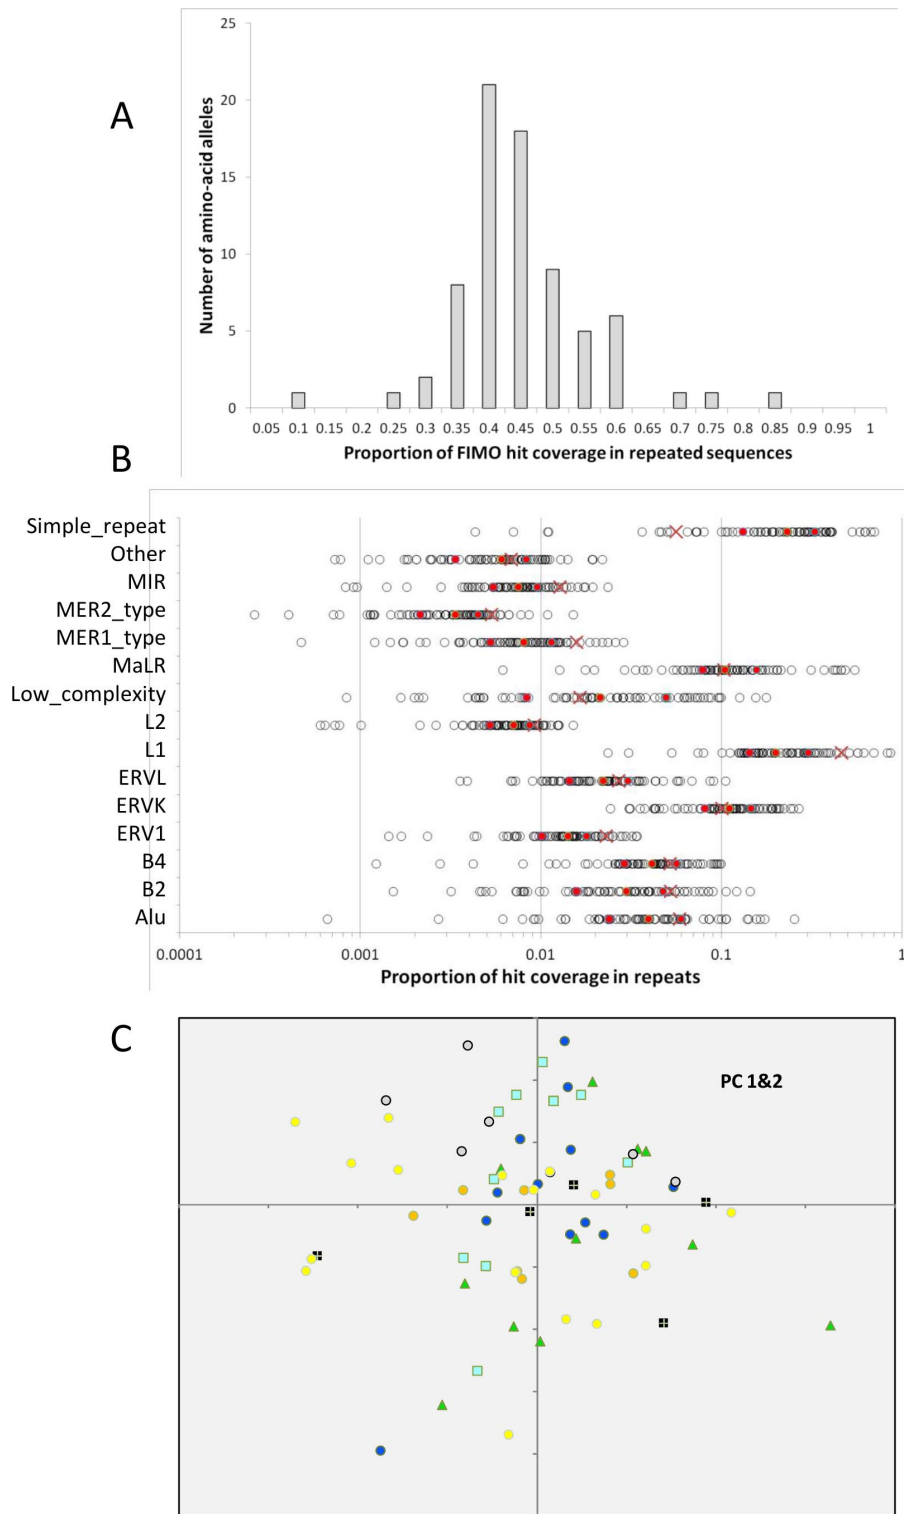 A
25
20
15
10
5
0
Number of amino-acid alleles
0.05 0.1 0.15 0.2 0.25 0.3 0.35 0.4 0.45 0.5 0.55 0.6 0.65 0.7 0.75 0.8 0.85 0.9 0.95 1
Proportion of FIMO hit coverage in repeated sequences
B
Simple_repeat
Other
MIR
MER2_type
MER1_type
MaLR
Low_complexity
L2
L1
ERVL
ERVK
ERV1
B4
B2
Alu
0.0001 0.001 0.01 0.1 1
Proportion of hit coverage in repeats
C
PC 1&2